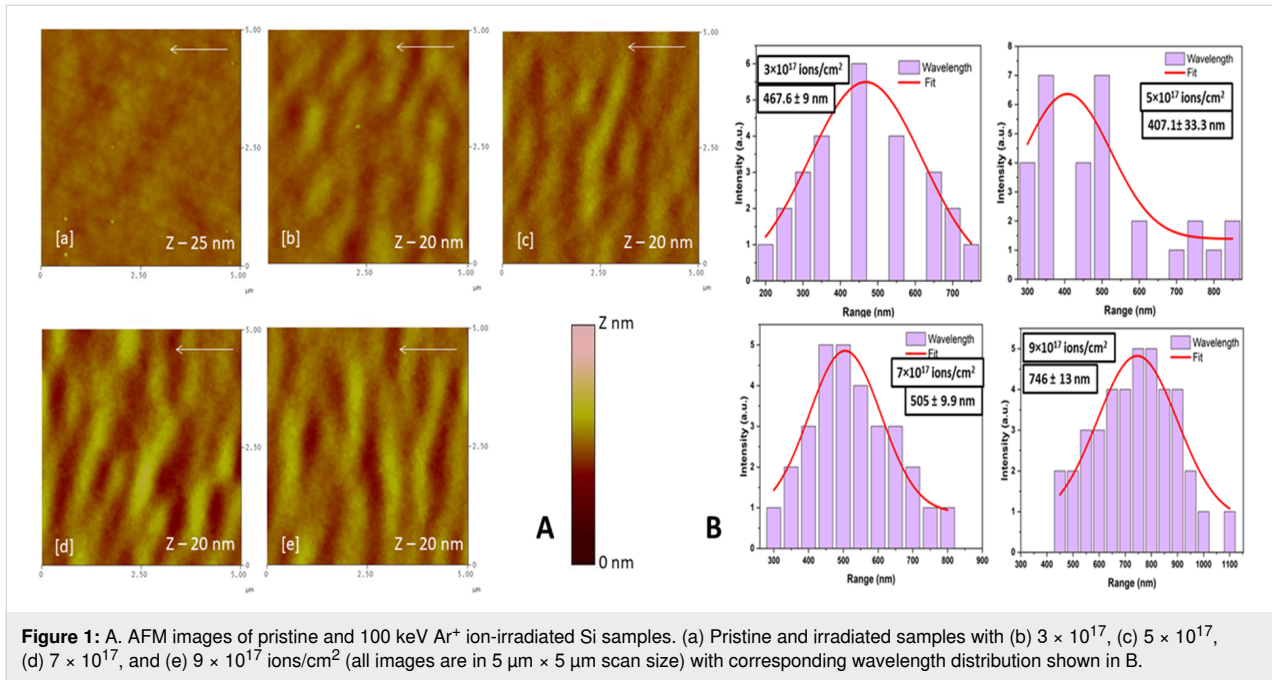 5.00
2.50
0
[a]
Z – 25 nm
0
2.50
5.00
µm
5.00
2.50
0
[b]
Z – 20 nm
0
2.50
5.00
µm
5.00
2.50
0
[c]
Z – 20 nm
0
2.50
5.00
µm
5.00
2.50
0
[d]
Z – 20 nm
0
2.50
5.00
µm
5.00
2.50
0
[e]
Z – 20 nm
0
2.50
5.00
µm
A
Z nm
0 nm
B
3×10¹⁷ ions/cm²
467.6 ± 9 nm
Wavelength
Fit
Intensity (a.u.)
6
5
4
3
2
1
0
200 300 400 500 600 700
Range (nm)
Wavelength
Fit
5×10¹⁷ ions/cm²
407.1± 33.3 nm
Intensity (a.u.)
8
7
6
5
4
3
2
1
0
300 400 500 600 700 800
Range (nm)
Wavelength
Fit
7×10¹⁷ ions/cm²
505 ± 9.9 nm
Intensity (a.u.)
5
4
3
2
1
0
300 400 500 600 700 800 900
Range (nm)
9×10¹⁷ ions/cm²
746 ± 13 nm
Wavelength
Fit
Intensity (a.u.)
5
4
3
2
1
0
300 400 500 600 700 800 900 1000 1100
Range (nm)
Figure 1: A. AFM images of pristine and 100 keV Ar⁺ ion-irradiated Si samples. (a) Pristine and irradiated samples with (b) 3 × 10¹⁷, (c) 5 × 10¹⁷,
(d) 7 × 10¹⁷, and (e) 9 × 10¹⁷ ions/cm² (all images are in 5 µm × 5 µm scan size) with corresponding wavelength distribution shown in B.